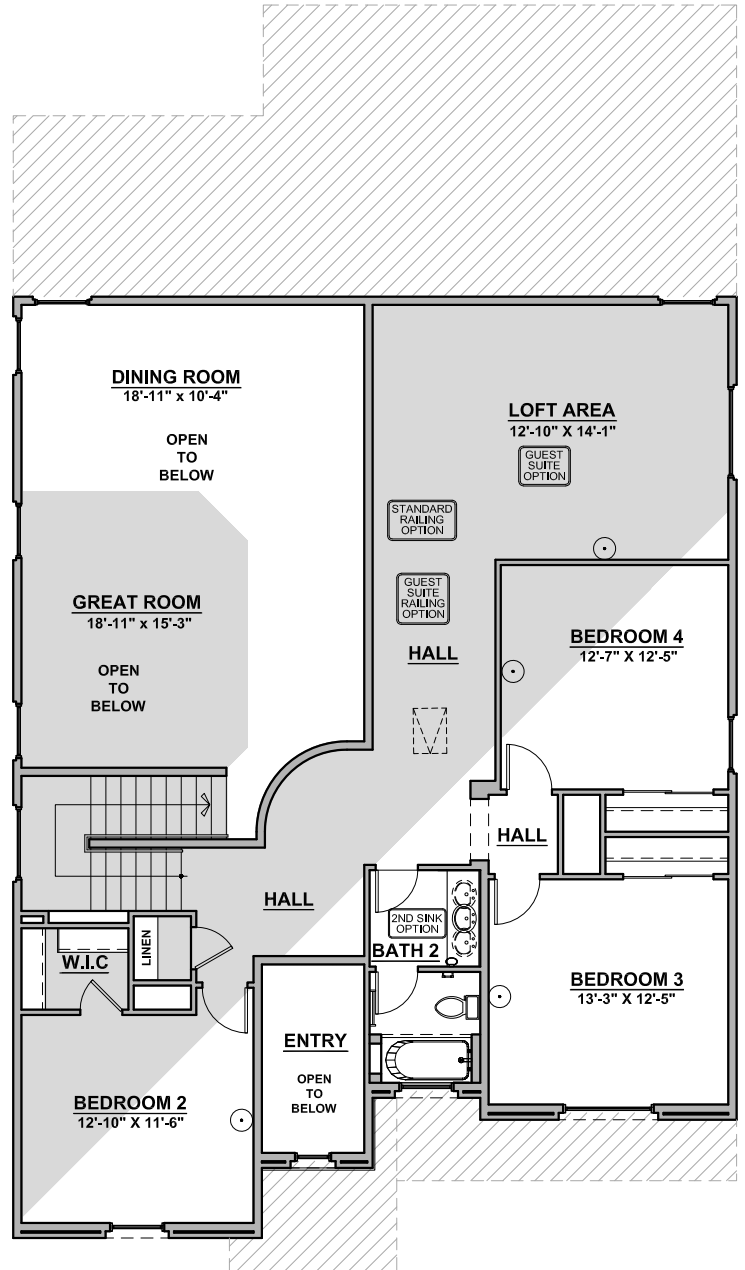 DINING ROOM
18'-11" x 10'-4"
OPEN
TO
BELOW
LOFT AREA
12'-10" X 14'-1"
GUEST
SUITE
OPTION
STANDARD
RAILING
OPTION
GUEST
SUITE
RAILING
OPTION
GREAT ROOM
18'-11" x 15'-3"
OPEN
TO
BELOW
HALL
BEDROOM 4
12'-7" X 12'-5"
HALL
HALL
2ND SINK
OPTION
BATH 2
LINEN
W.I.C
BEDROOM 3
13'-3" X 12'-5"
ENTRY
OPEN
TO
BELOW
BEDROOM 2
12'-10" X 11'-6"